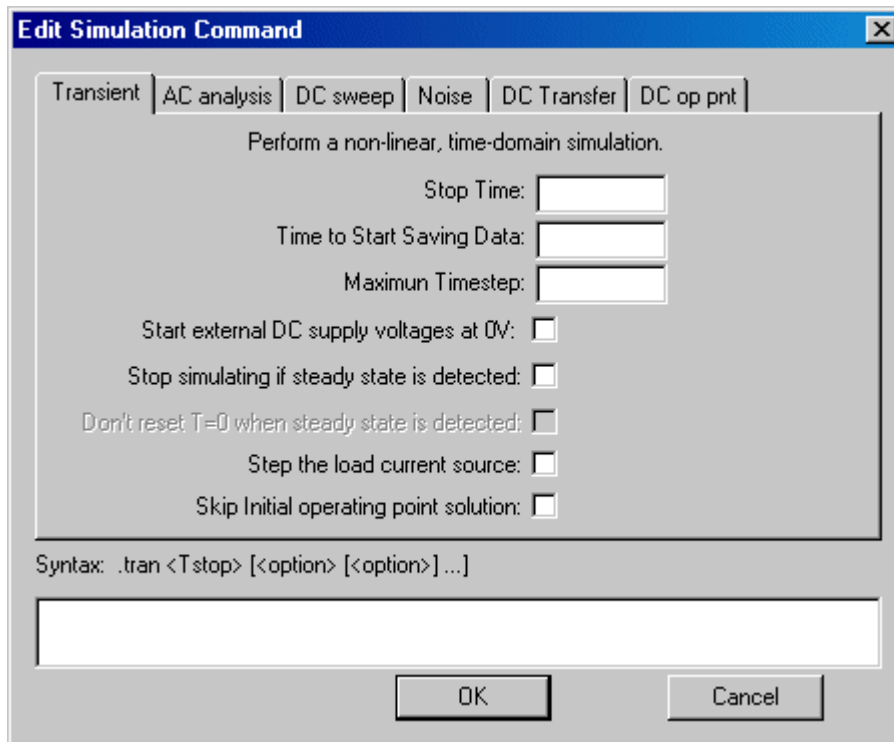 Edit Simulation Command
Transient AC analysis DC sweep Noise DC Transfer DC op pnt
Perform a non-linear, time-domain simulation.
Stop Time:
Time to Start Saving Data:
Maximun Timestep:
Start external DC supply voltages at 0V:
Stop simulating if steady state is detected:
Don't reset T=0 when steady state is detected:
Step the load current source:
Skip Initial operating point solution:
Syntax: .tran <Tstop> [<option> [<option>] ...]
OK Cancel